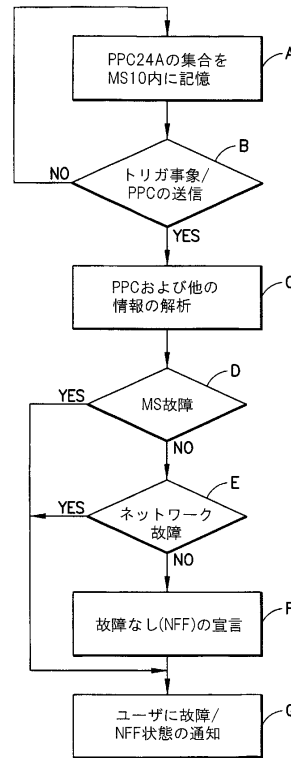 PPC24Aの集合を
MS10内に記憶
A
B
トリガ事象/
PPCの送信
NO
YES
PPCおよび他の
情報の解析
C
D
YES
MS故障
NO
E
YES
ネットワーク
故障
NO
故障なし(NFF)の宣言
F
ユーザに故障/
NFF状態の通知
G